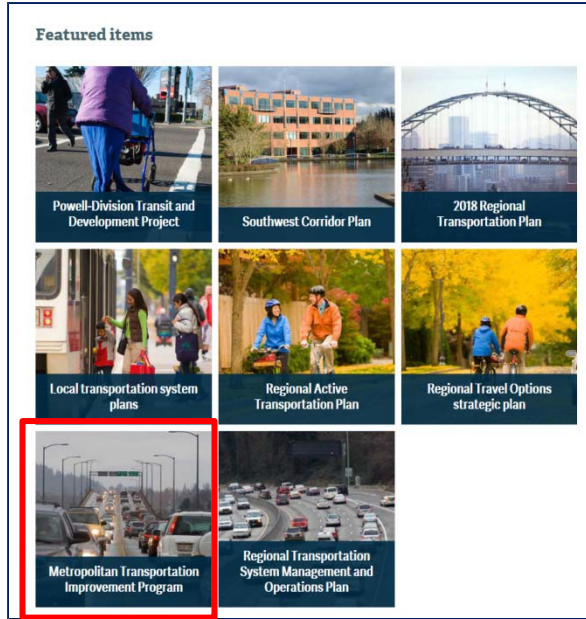 Featured items
Powell-Division Transit and
Development Project
Southwest Corridor Plan
2018 Regional
Transportation Plan
Local transportation system
plans
Regional Active
Transportation Plan
Regional Travel Options
strategic plan
Metropolitan Transportation
Improvement Program
Regional Transportation
System Management and
Operations Plan